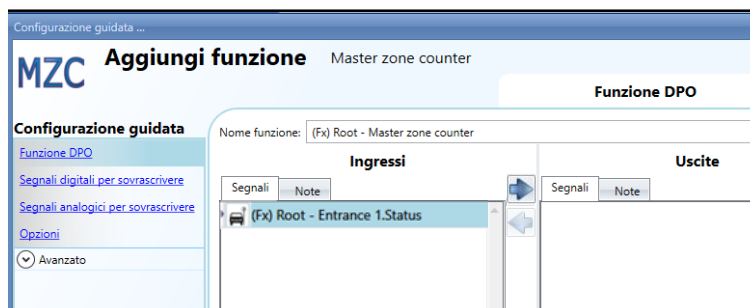 Configurazione guidata ...
MZC Aggiungi funzione Master zone counter
Funzione DPO
Configurazione guidata
Funzione DPO
Segnali digitali per sovrascrivere
Segnali analogici per sovrascrivere
Opzioni
Avanzato
Nome funzione: (Fx) Root - Master zone counter
Ingressi
Segnali Note
(Fx) Root - Entrance 1.Status
Uscite
Segnali Note